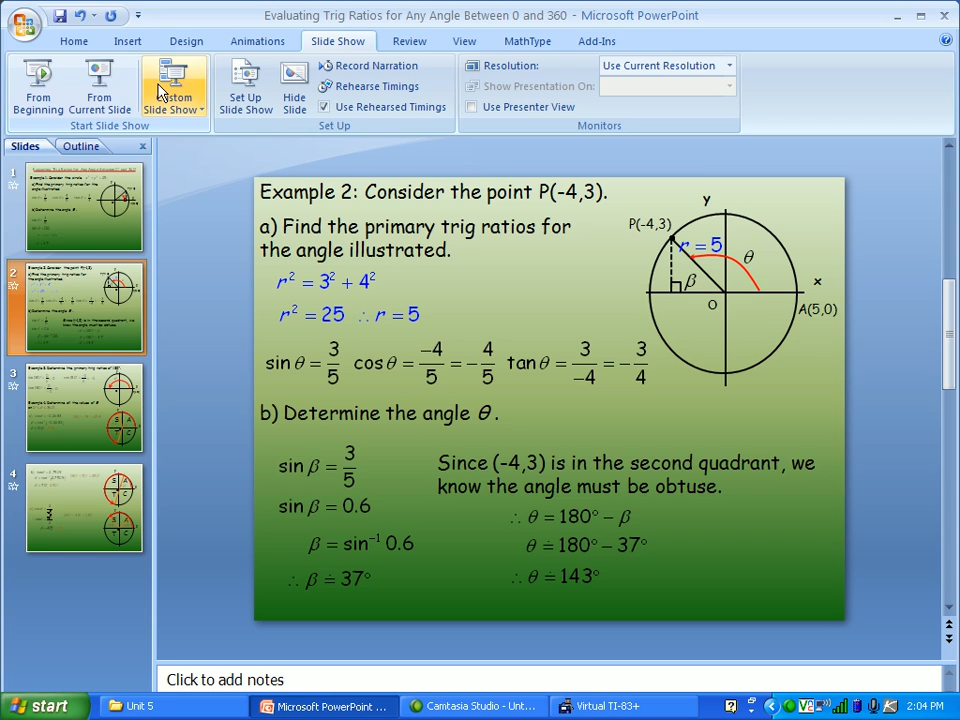 Evaluating Trig Ratios for Any Angle Between 0 and 360 - Microsoft PowerPoint
Home Insert Design Animations Slide Show Review View MathType Add-Ins
From Beginning
From Current Slide
Custom Slide Show
Start Slide Show
Set Up Slide Show
Hide Slide
Record Narration
Rehearse Timings
Use Rehearsed Timings
Set Up
Resolution: Use Current Resolution
Show Presentation On:
Use Presenter View
Monitors
Slides Outline
1
2
3
4
Example 2: Consider the point P(-4,3).
a) Find the primary trig ratios for
the angle illustrated.
r² = 3² + 4²
r² = 25 ∴ r = 5
sin θ = 3/5 cos θ = -4/5 = - 4/5 tan θ = 3/-4 = - 3/4
y
P(-4,3)
r = 5
θ
β
x
O
A(5,0)
b) Determine the angle θ.
sin β = 3/5
sin β = 0.6
β = sin⁻¹ 0.6
∴ β ≐ 37°
Since (-4,3) is in the second quadrant, we
know the angle must be obtuse.
∴ θ = 180° − β
θ ≐ 180° − 37°
∴ θ ≐ 143°
Click to add notes
start
Unit 5
Microsoft PowerPoint ...
Camtasia Studio - Unt...
Virtual TI-83+
2:04 PM